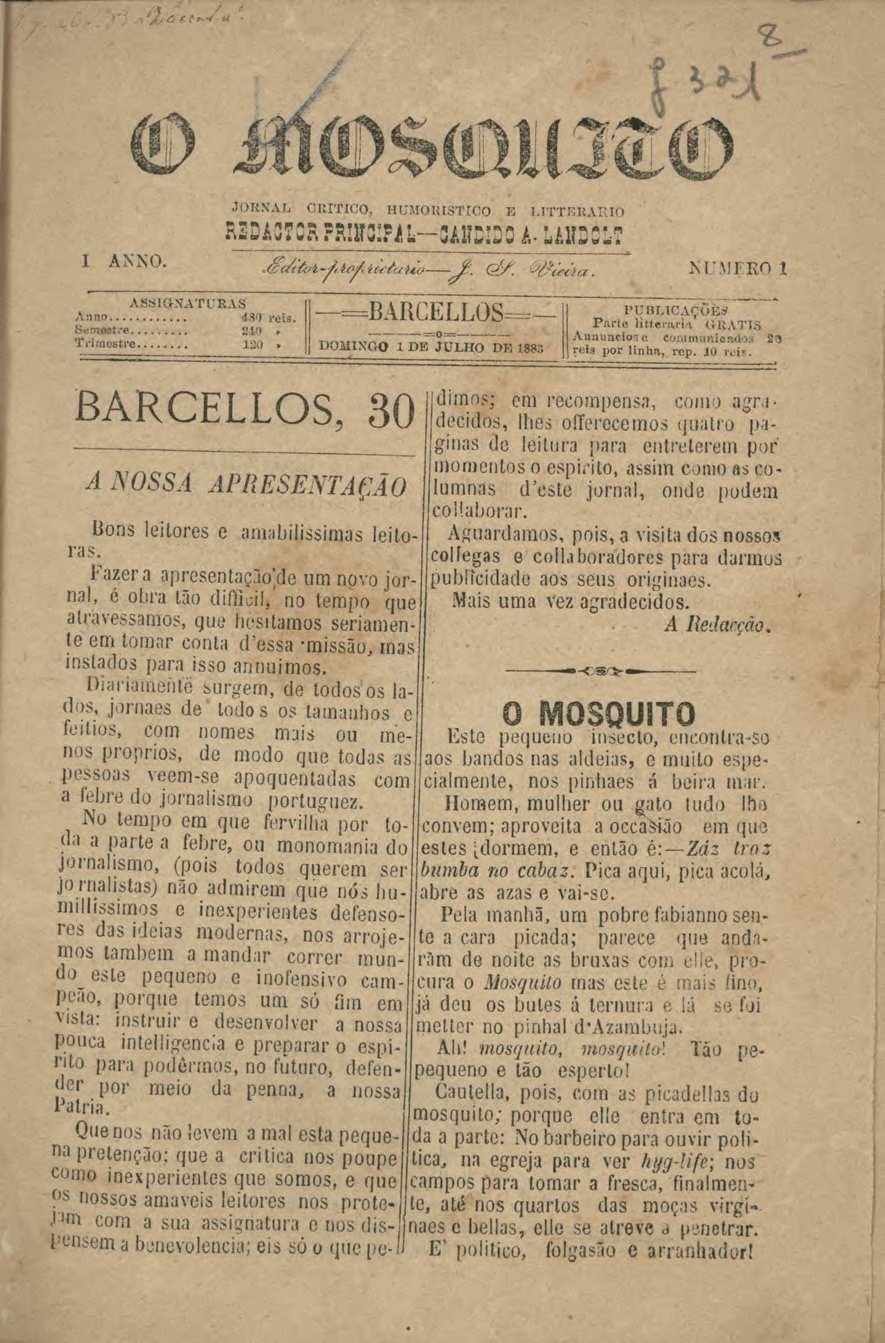 8
f 321
O MOSQUITO
JORNAL CRITICO, HUMORISTICO E LITTERARIO
REDACTOR PRINCIPAL—CANDIDO A. LANDOLT
I ANNO.
Editor-proprietario—J. S. Vieira.
NUMERO 1
ASSIGNATURAS
Anno............ 480 reis.
Semestre......... 240 »
Trimestre........ 120 »
BARCELLOS
DOMINGO 1 DE JULHO DE 1883
PUBLICAÇÕES
Parte litteraria GRATIS
Annuncios e communicados 20
reis por linha, rep. 10 reis.
BARCELLOS, 30
A NOSSA APRESENTAÇÃO
Bons leitores e amabilissimas leito-
ras.
Fazer a apresentação de um novo jor-
nal, é obra tão difficil, no tempo que
atravessamos, que hesitamos seriamen-
te em tomar conta d'essa missão, mas
instados para isso annuimos.
Diariamente surgem, de todos os la-
dos, jornaes de todos os tamanhos e
feitios, com nomes mais ou me-
nos proprios, de modo que todas as
pessoas veem-se apoquentadas com
a febre do jornalismo portuguez.
No tempo em que fervilha por to-
da a parte a febre, ou monomania do
jornalismo, (pois todos querem ser
jornalistas) não admirem que nós hu-
millissimos e inexperientes defenso-
res das ideias modernas, nos arroje-
mos tambem a mandar correr mun-
do este pequeno e inofensivo cam-
peão, porque temos um só fim em
vista: instruir e desenvolver a nossa
pouca intelligencia e preparar o espi-
rito para podêrmos, no futuro, defen-
der por meio da penna, a nossa
Patria.
Que nos não levem a mal esta peque-
na pretenção; que a critica nos poupe
como inexperientes que somos, e que
os nossos amaveis leitores nos prote-
jam com a sua assignatura e nos dis-
pensem a benevolencia; eis só o que pe-
dimos; em recompensa, como agra-
decidos, lhes offerecemos quatro pa-
ginas de leitura para entreterem por
momentos o espirito, assim como as co-
lumnas d'este jornal, onde podem
collaborar.
Aguardamos, pois, a visita dos nossos
collegas e collaboradores para darmos
publicidade aos seus originaes.
Mais uma vez agradecidos.
A Redacção.
O MOSQUITO
Este pequeno insecto, encontra-se
aos bandos nas aldeias, e muito espe-
cialmente, nos pinhaes á beira mar.
Homem, mulher ou gato tudo lhe
convem; aproveita a occasião em que
estes dormem, e então é:—Záz troz
bumba no cabaz. Pica aqui, pica acolá,
abre as azas e vai-se.
Pela manhã, um pobre fabianno sen-
te a cara picada; parece que anda-
ràm de noite as bruxas com elle, pro-
cura o Mosquito mas este é mais fino,
já deu os butes á ternura e lá se foi
metter no pinhal d'Azambuja.
Ah! mosquito, mosquito! Tão pe-
pequeno e tão esperto!
Cautella, pois, com as picadellas do
mosquito; porque elle entra em to-
da a parte: No barbeiro para ouvir poli-
tica, na egreja para ver hyg-life; nos
campos para tomar a fresca, finalmen-
te, até nos quartos das moças virgi-
naes e bellas, elle se atreve a penetrar.
E' politico, folgasão e arranhador!